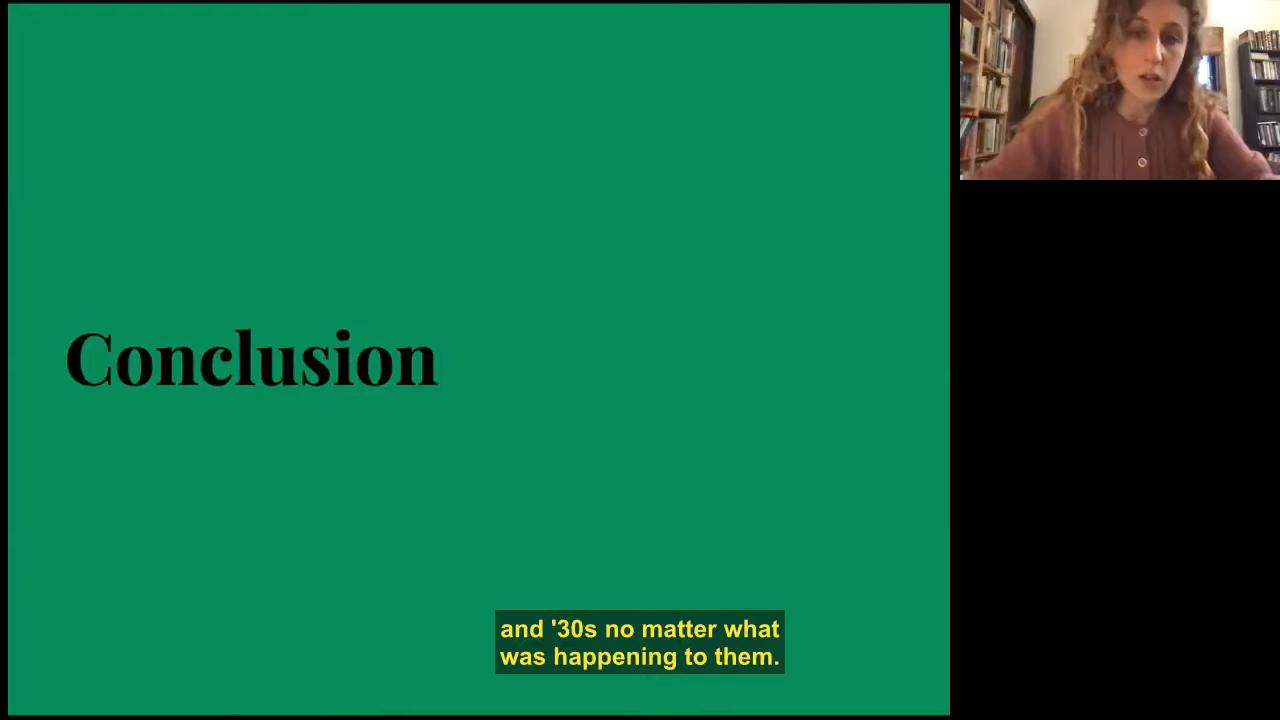 Conclusion
and '30s no matter what
was happening to them.